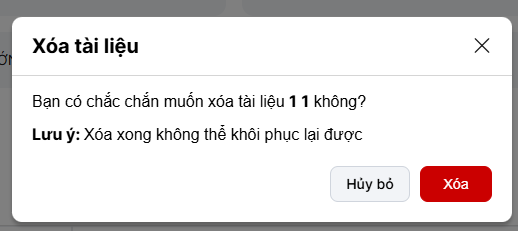 Xóa tài liệu
Bạn có chắc chắn muốn xóa tài liệu 1 1 không?
Lưu ý: Xóa xong không thể khôi phục lại được
Hủy bỏ
Xóa